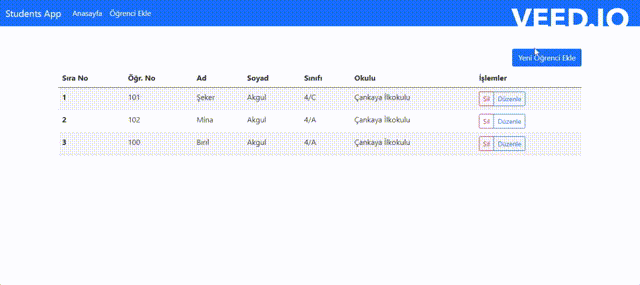 Students App Anasayfa Öğrenci Ekle VEED.IO
Yeni Öğrenci Ekle
Sıra No Öğr. No Ad Soyad Sınıfı Okulu İşlemler
1 101 Şeker Akgul 4/C Çankaya İlkokulu Sil Düzenle
2 102 Mina Akgul 4/A Çankaya İlkokulu Sil Düzenle
3 100 Bıril Akgul 4/A Çankaya İlkokulu Sil Düzenle